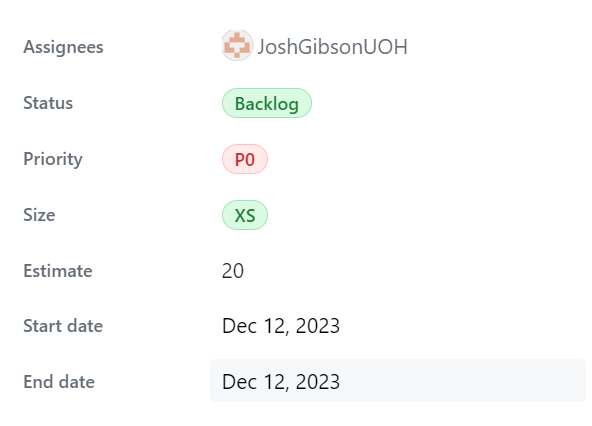 Assignees JoshGibsonUOH
Status Backlog
Priority P0
Size XS
Estimate 20
Start date Dec 12, 2023
End date Dec 12, 2023